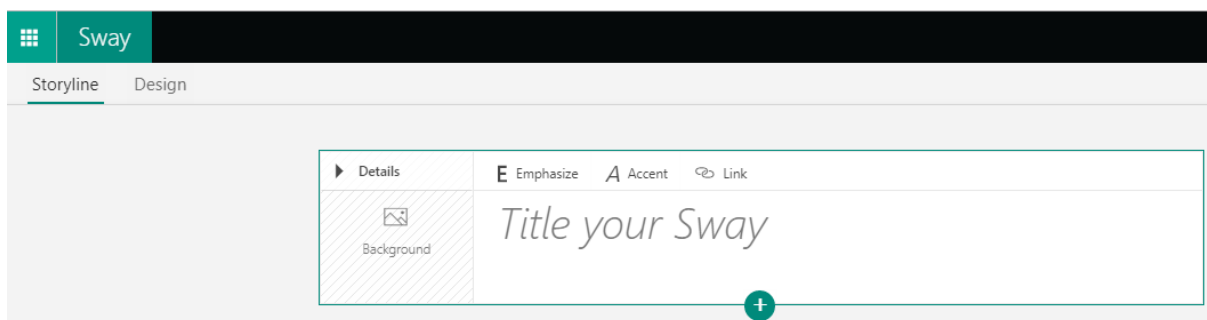 Sway
Storyline Design
Details E Emphasize A Accent Link
Title your Sway
Background